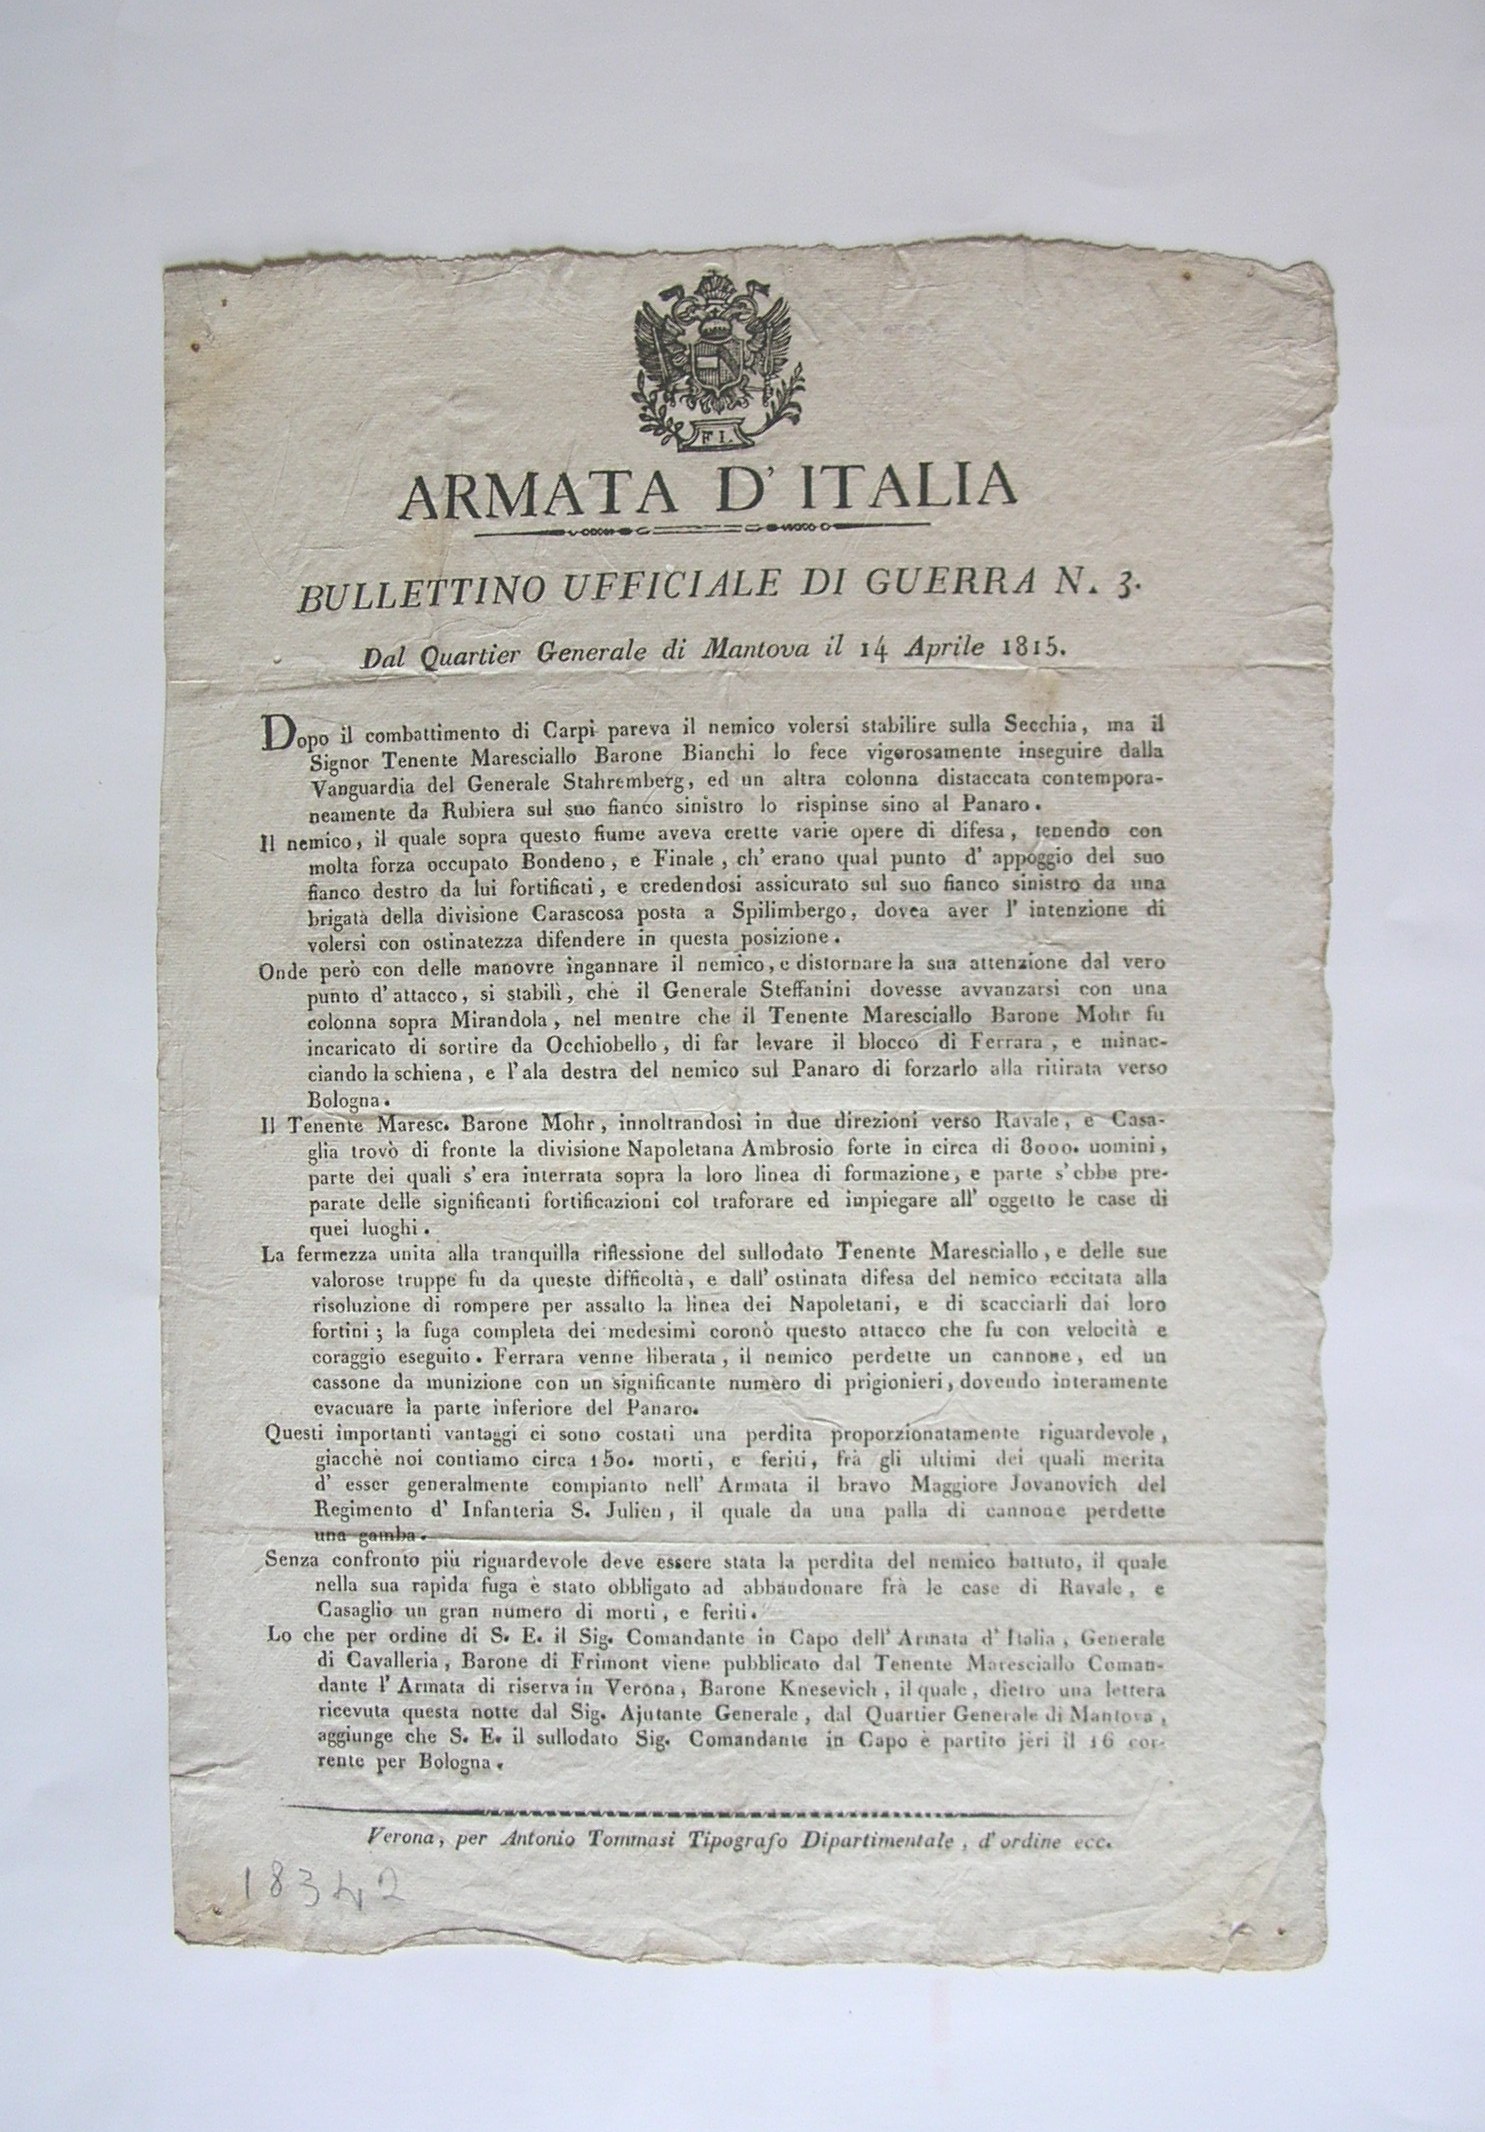 F I.
ARMATA D' ITALIA
BULLETTINO UFFICIALE DI GUERRA N. 3.
Dal Quartier Generale di Mantova il 14 Aprile 1815.
Dopo il combattimento di Carpi pareva il nemico volersi stabilire sulla Secchia, ma il
Signor Tenente Maresciallo Barone Bianchi lo fece vigorosamente inseguire dalla
Vanguardia del Generale Stahremberg, ed un altra colonna distaccata contempora-
neamente da Rubiera sul suo fianco sinistro lo rispinse sino al Panaro.
Il nemico, il quale sopra questo fiume aveva erette varie opere di difesa, tenendo con
molta forza occupato Bondeno, e Finale, ch' erano qual punto d' appoggio del suo
fianco destro da lui fortificati, e credendosi assicurato sul suo fianco sinistro da una
brigata della divisione Carascosa posta a Spilimbergo, dovea aver l' intenzione di
volersi con ostinatezza difendere in questa posizione.
Onde però con delle manovre ingannare il nemico, e distornare la sua attenzione dal vero
punto d' attacco, si stabilì, che il Generale Steffanini dovesse avvanzarsi con una
colonna sopra Mirandola, nel mentre che il Tenente Maresciallo Barone Mohr fu
incaricato di sortire da Occhiobello, di far levare il blocco di Ferrara, e minac-
ciando la schiena, e l'ala destra del nemico sul Panaro di forzarlo alla ritirata verso
Bologna.
Il Tenente Maresc. Barone Mohr, innoltrandosi in due direzioni verso Ravale, e Casa-
glia trovò di fronte la divisione Napoletana Ambrosio forte in circa di 8000. uomini,
parte dei quali s' era interrata sopra la loro linea di formazione, e parte s' ebbe pre-
parate delle significanti fortificazioni col traforare ed impiegare all' oggetto le case di
quei luoghi.
La fermezza unita alla tranquilla riflessione del sullodato Tenente Maresciallo, e delle sue
valorose truppe fu da queste difficoltà, e dall' ostinata difesa del nemico eccitata alla
risoluzione di rompere per assalto la linea dei Napoletani, e di scacciarli dai loro
fortini; la fuga completa dei medesimi coronò questo attacco che fu con velocità e
coraggio eseguito. Ferrara venne liberata, il nemico perdette un cannone, ed un
cassone da munizione con un significante numero di prigionieri, dovendo interamente
evacuare la parte inferiore del Panaro.
Questi importanti vantaggi ci sono costati una perdita proporzionatamente riguardevole,
giacchè noi contiamo circa 150. morti, e feriti, frà gli ultimi dei quali merita
d' esser generalmente compianto nell' Armata il bravo Maggiore Jovanovich del
Regimento d' Infanteria S. Julien, il quale da una palla di cannone perdette
una gamba.
Senza confronto più riguardevole deve essere stata la perdita del nemico battuto, il quale
nella sua rapida fuga è stato obbligato ad abbandonare frà le case di Ravale, e
Casaglio un gran numero di morti, e feriti.
Lo che per ordine di S. E. il Sig. Comandante in Capo dell' Armata d' Italia, Generale
di Cavalleria, Barone di Frimont viene pubblicato dal Tenente Maresciallo Coman-
dante l' Armata di riserva in Verona, Barone Knesevich, il quale, dietro una lettera
ricevuta questa notte dal Sig. Ajutante Generale, dal Quartier Generale di Mantova,
aggiunge che S. E. il sullodato Sig. Comandante in Capo è partito jeri il 16 cor-
rente per Bologna.
Verona, per Antonio Tommasi Tipografo Dipartimentale, d' ordine ecc.
18342